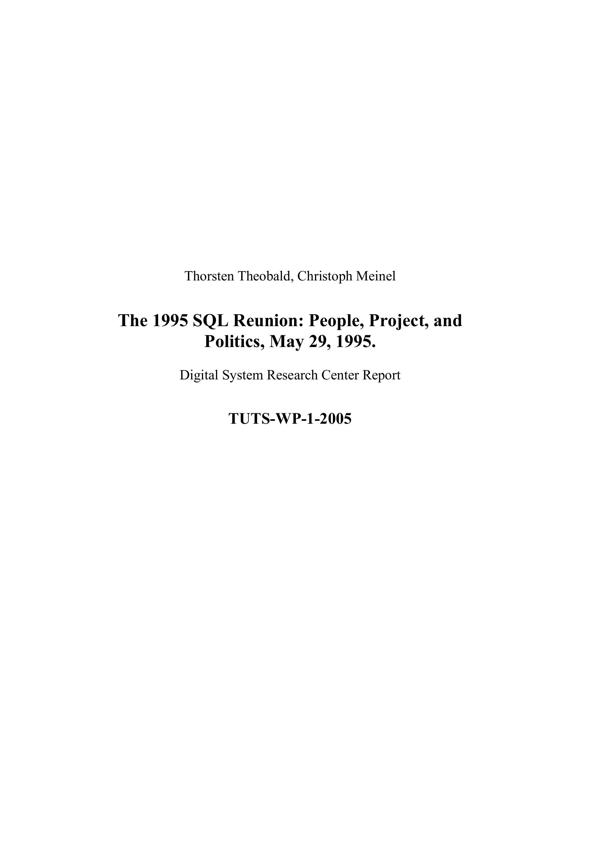 Thorsten Theobald, Christoph Meinel
The 1995 SQL Reunion: People, Project, and
Politics, May 29, 1995.
Digital System Research Center Report
TUTS-WP-1-2005